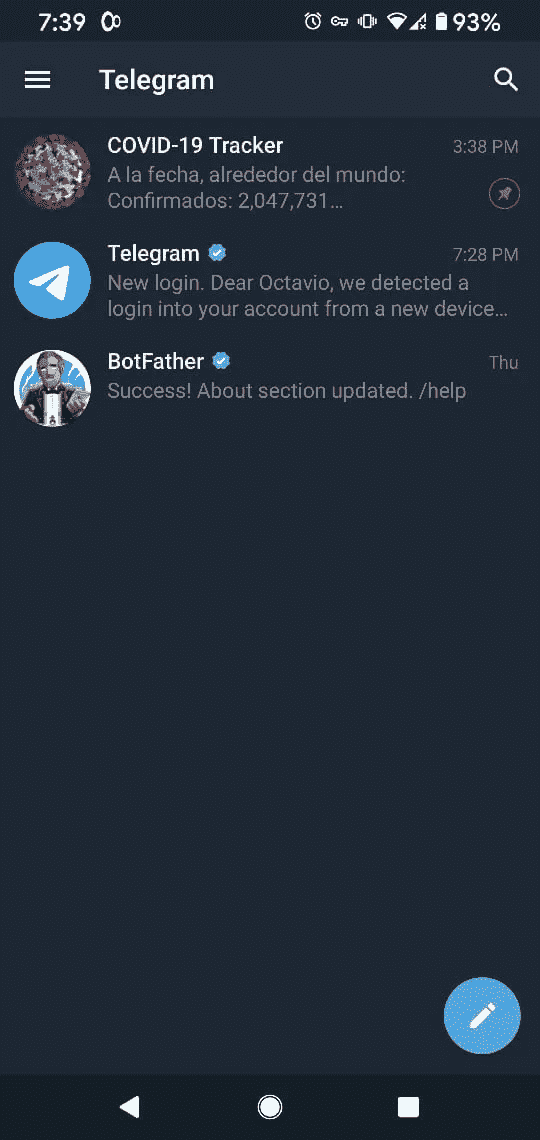 7:39 93%
Telegram
COVID-19 Tracker 3:38 PM
A la fecha, alrededor del mundo:
Confirmados: 2,047,731…
Telegram 7:28 PM
New login. Dear Octavio, we detected a
login into your account from a new device…
BotFather Thu
Success! About section updated. /help